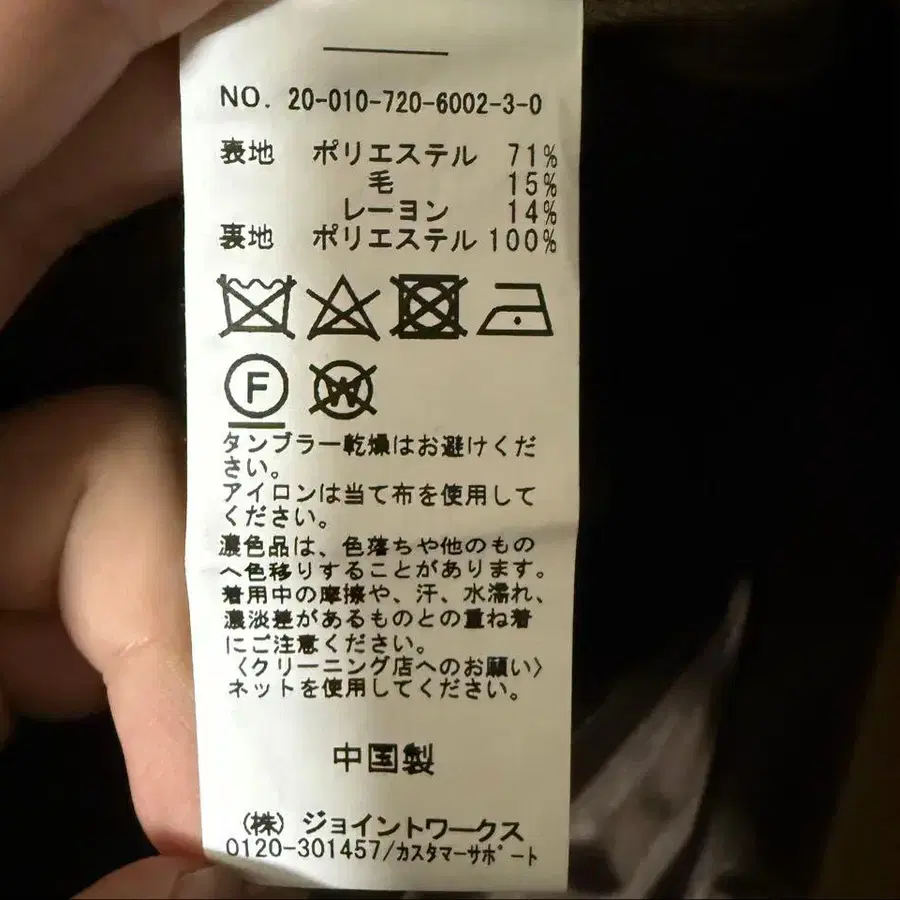 NO. 20-010-720-6002-3-0
表地 ポリエステル 71%
毛 15%
レーヨン 14%
裏地 ポリエステル 100%
F W
タンブラー乾燥はお避けくだ
さい。
アイロンは当て布を使用して
ください。
濃色品は、色落ちや他のもの
へ色移りすることがあります。
着用中の摩擦や、汗、水濡れ、
濃淡差があるものとの重ね着
にご注意ください。
〈クリーニング店へのお願い〉
ネットを使用してください。
中国製
(株) ジョイントワークス
0120-301457/カスタマーサポート